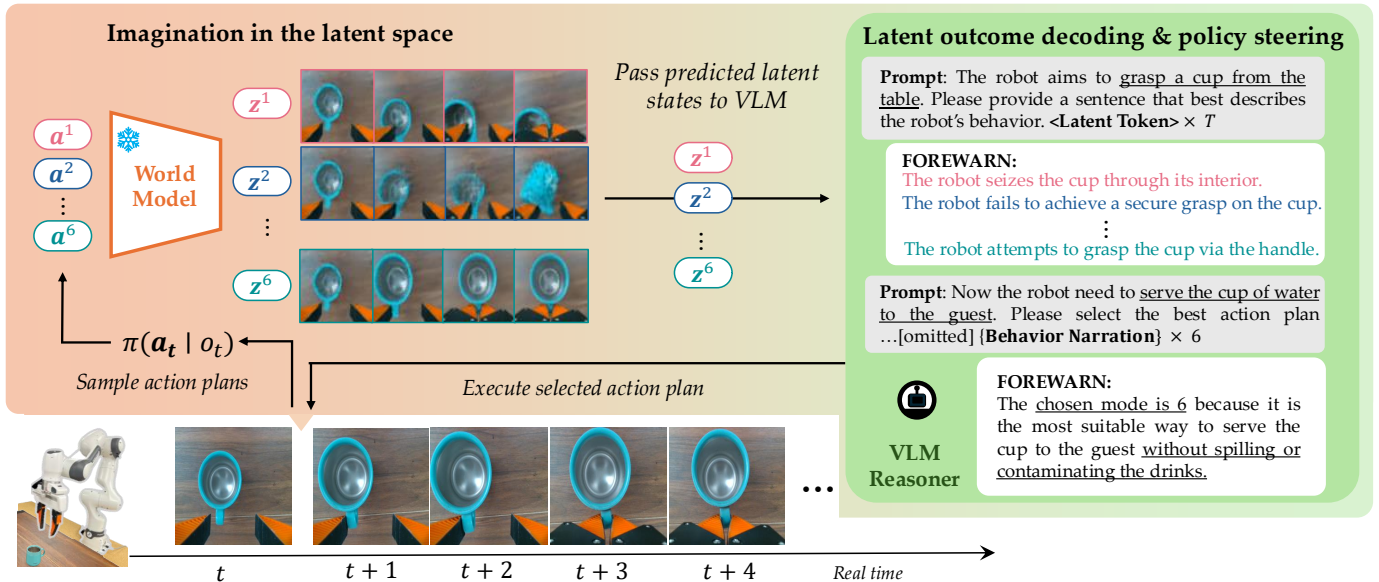 Imagination in the latent space
a¹
a²
⋮
a⁶
World
Model
z¹
z²
⋮
z⁶
Pass predicted latent
states to VLM
z¹
z²
⋮
z⁶
π(aₜ | oₜ)
Sample action plans
Execute selected action plan
Latent outcome decoding & policy steering
Prompt: The robot aims to grasp a cup from the
table. Please provide a sentence that best describes
the robot's behavior. <Latent Token> × T
FOREWARN:
The robot seizes the cup through its interior.
The robot fails to achieve a secure grasp on the cup.
⋮
The robot attempts to grasp the cup via the handle.
Prompt: Now the robot need to serve the cup of water
to the guest. Please select the best action plan
…[omitted] {Behavior Narration} × 6
VLM
Reasoner
FOREWARN:
The chosen mode is 6 because it is
the most suitable way to serve the
cup to the guest without spilling or
contaminating the drinks.
...
t
t + 1
t + 2
t + 3
t + 4
Real time